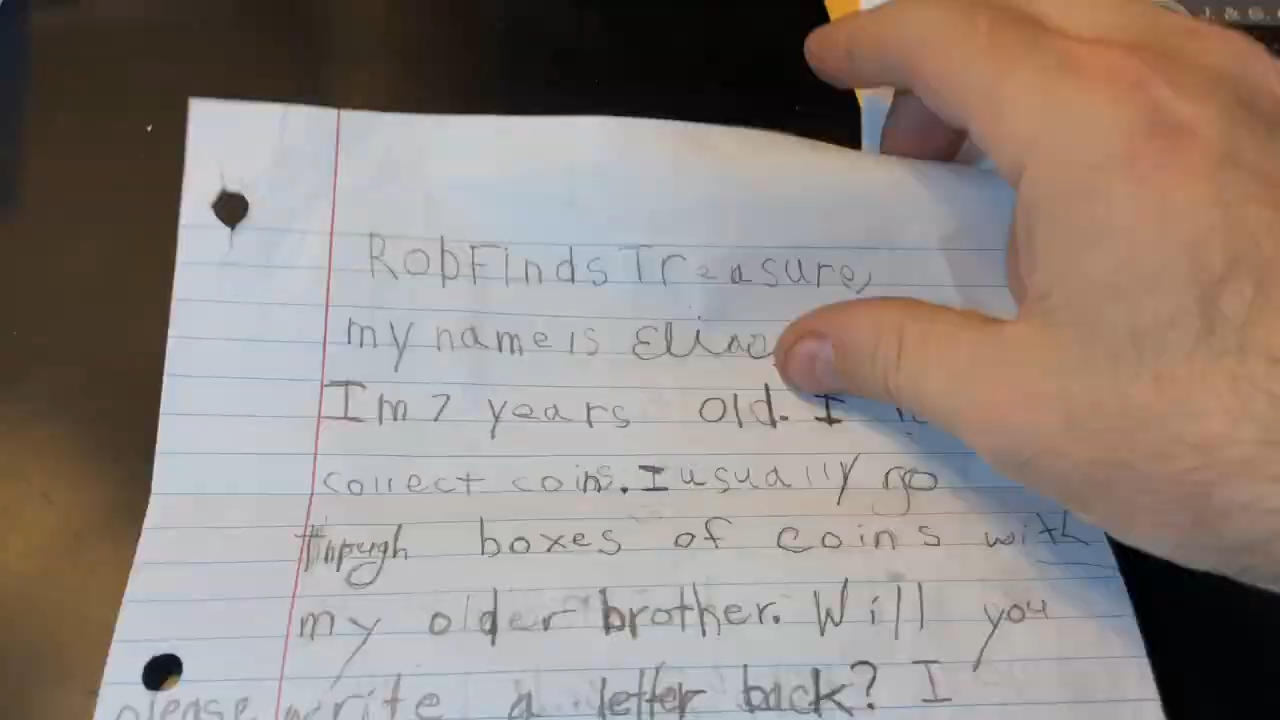 J. & S.
RobFindsTreasure,
my name is
Im 7 years old. I
collect coins. I usually go
through boxes of coins with
my older brother. Will you
please write a letter back? I